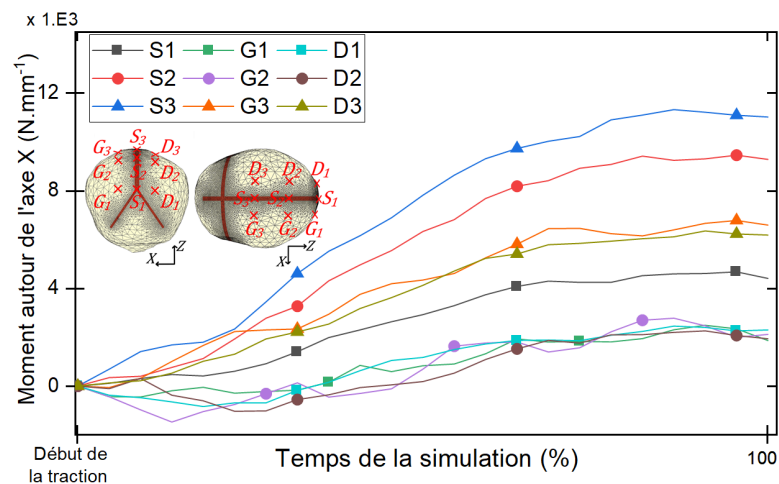 x 1.E3
S1 G1 D1
S2 G2 D2
S3 G3 D3
12
8
4
0
Moment autour de l'axe X (N.mm⁻¹)
S3
G3 D3
G2 S2 D2
G1 S1 D1
X Z
D3 D2 D1
S3 S2 S1
G3 G2 G1
X Z
Début de
la traction
Temps de la simulation (%)
100